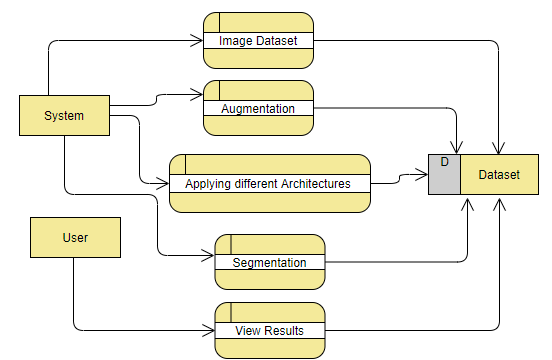 Image Dataset
Augmentation
System
D
Dataset
Applying different Architectures
User
Segmentation
View Results